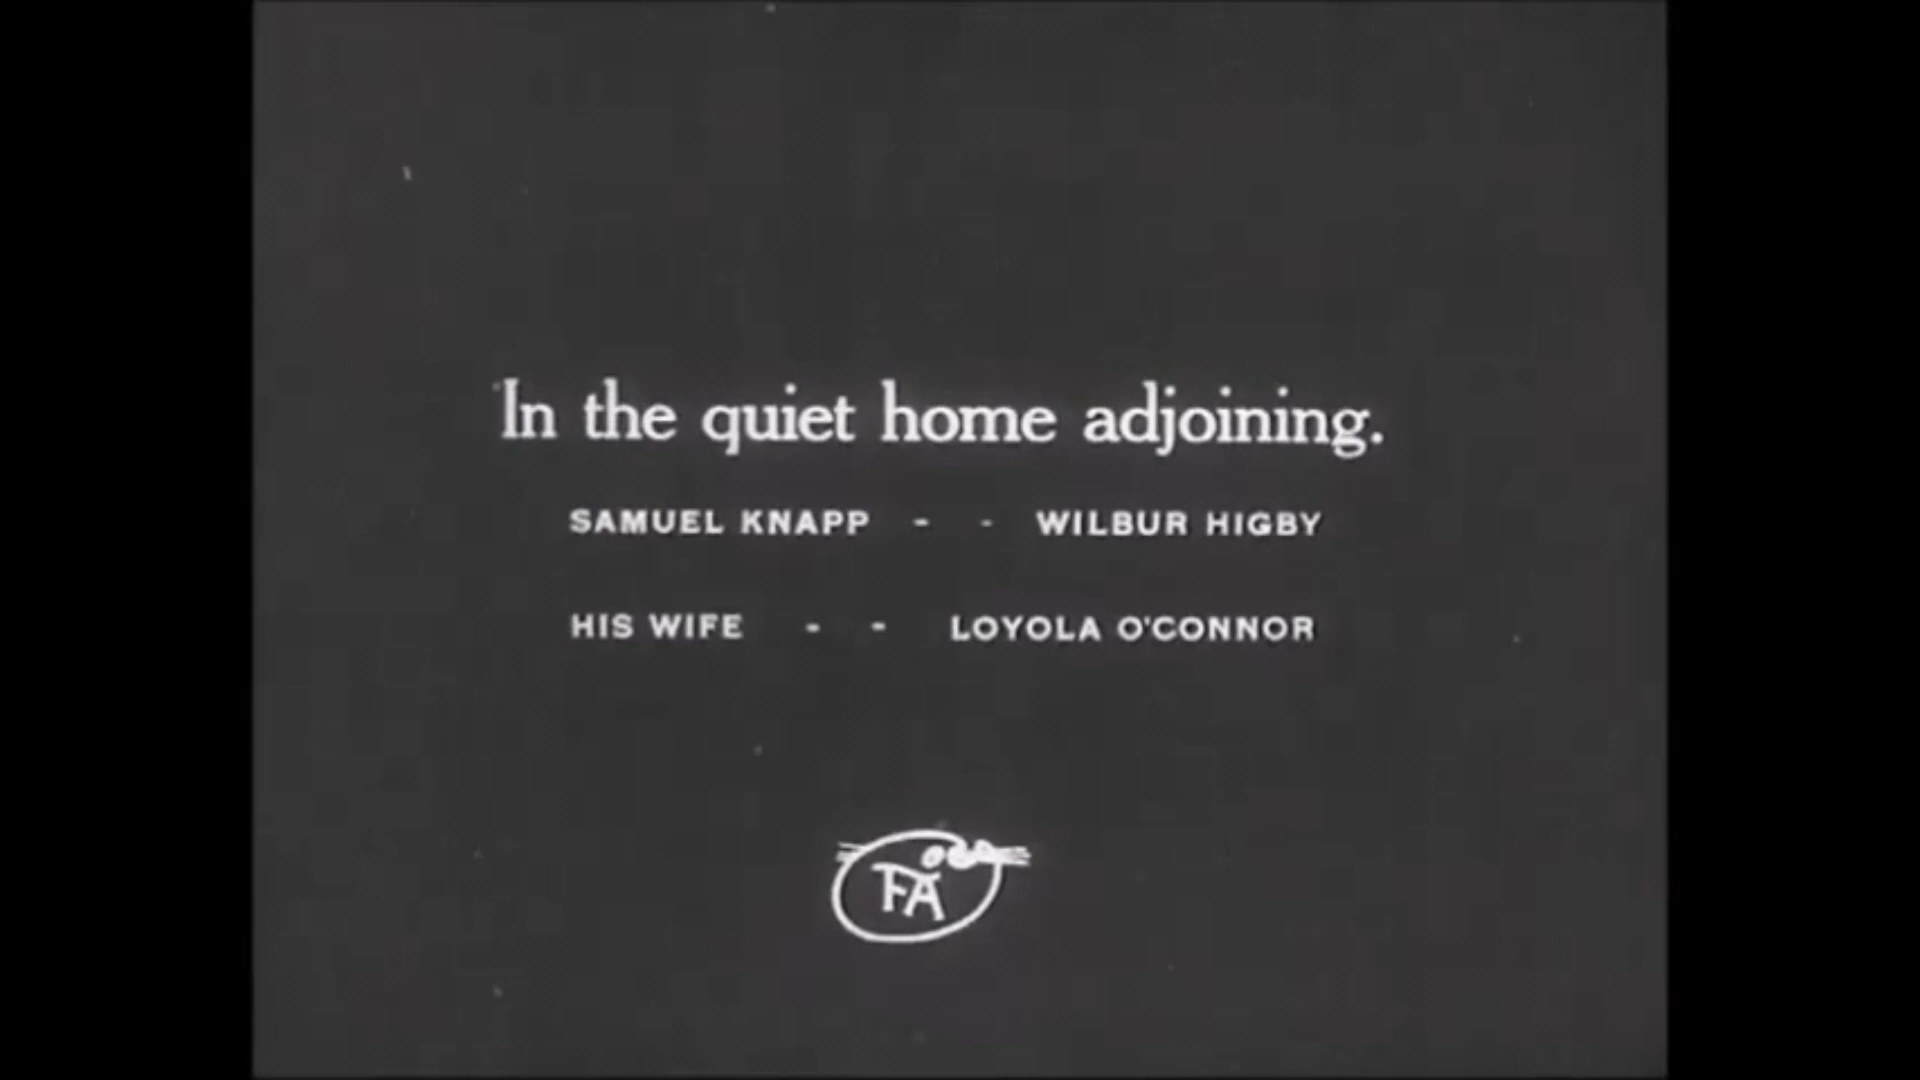 In the quiet home adjoining.
SAMUEL KNAPP - - WILBUR HIGBY
HIS WIFE - - LOYOLA O'CONNOR
FA